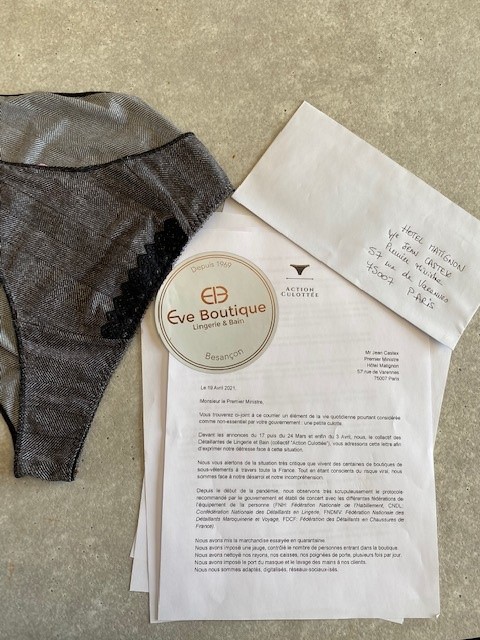 HOTEL MATIGNON
Mr JEAN CASTEX
Premier Ministre
57 rue de Varennes
75007 PARIS
Depuis 1969
EB
Eve Boutique
Lingerie & Bain
Besançon
ACTION
CULOTTÉE
Mr Jean Castex
Premier Ministre
Hôtel Matignon
57 rue de Varennes
75007 Paris
Le 19 Avril 2021,
Monsieur le Premier Ministre,
Vous trouverez ci-joint à ce courrier un élément de la vie quotidienne pourtant considérée
comme non-essentiel par votre gouvernement : une petite culotte.
Devant les annonces du 17 puis du 24 Mars et enfin du 3 Avril, nous, le collectif des
Détaillantes de Lingerie et Bain (collectif "Action Culottée"), vous adressons cette lettre afin
d'exprimer notre détresse face à cette situation.
Nous vous alertons de la situation très critique que vivent des centaines de boutiques de
sous-vêtements à travers toute la France. Tout en étant conscients du risque viral, nous
sommes face à notre désarroi et notre incompréhension.
Depuis le début de la pandémie, nous observons très scrupuleusement le protocole
recommandé par le gouvernement et établi de concert avec les différentes fédérations de
l'équipement de la personne (FNH: Fédération Nationale de l'Habillement, CNDL:
Confédération Nationale des Détaillants en Lingerie, FNDMV: Fédération Nationale des
Détaillants Maroquinerie et Voyage, FDCF: Fédération des Détaillants en Chaussures de
France)
Nous avons mis la marchandise essayée en quarantaine.
Nous avons imposé une jauge, contrôlé le nombre de personnes entrant dans la boutique.
Nous avons nettoyé nos rayons, nos caisses, nos poignées de porte, plusieurs fois par jour.
Nous avons imposé le port du masque et le lavage des mains à nos clients.
Nous nous sommes adaptés, digitalisés, réseaux-sociaux-isés.